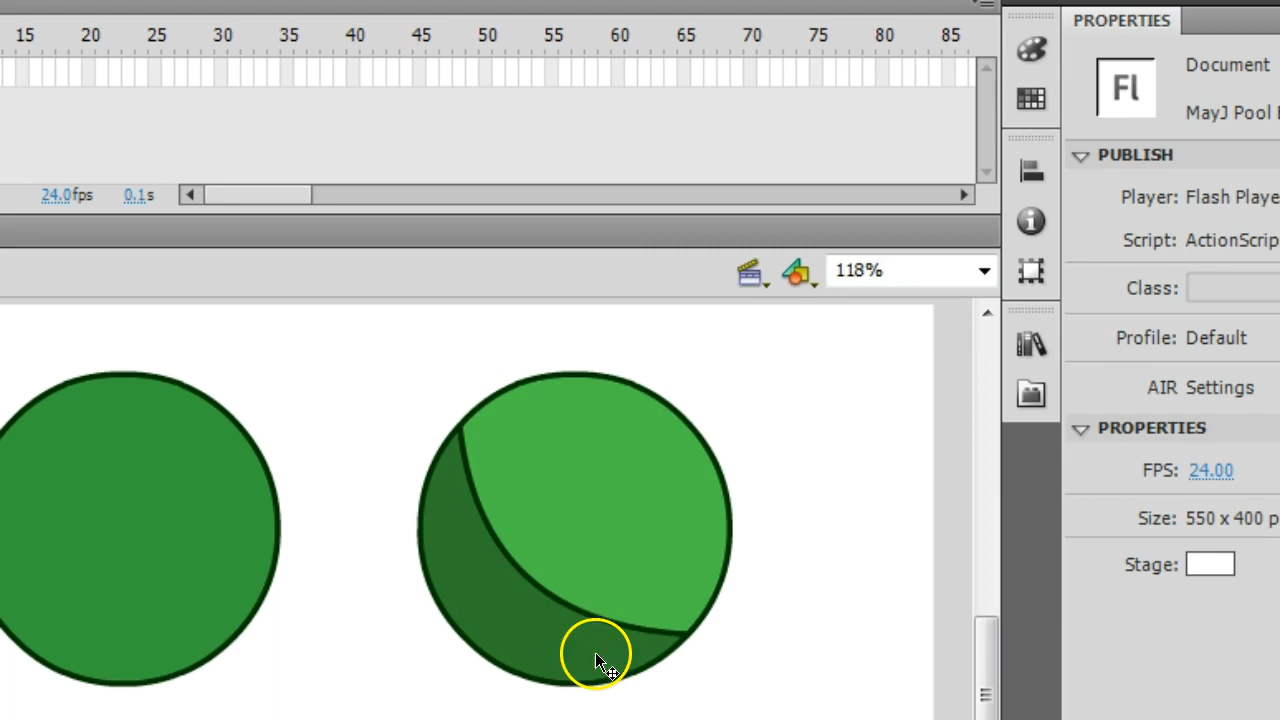 15 20 25 30 35 40 45 50 55 60 65 70 75 80 85
24.0fps 0.1s
118%
PROPERTIES
Fl
Document
MayJ Pool
PUBLISH
Player: Flash Playe
Script: ActionScrip
Class:
Profile: Default
AIR Settings
PROPERTIES
FPS: 24.00
Size: 550 x 400 p
Stage: